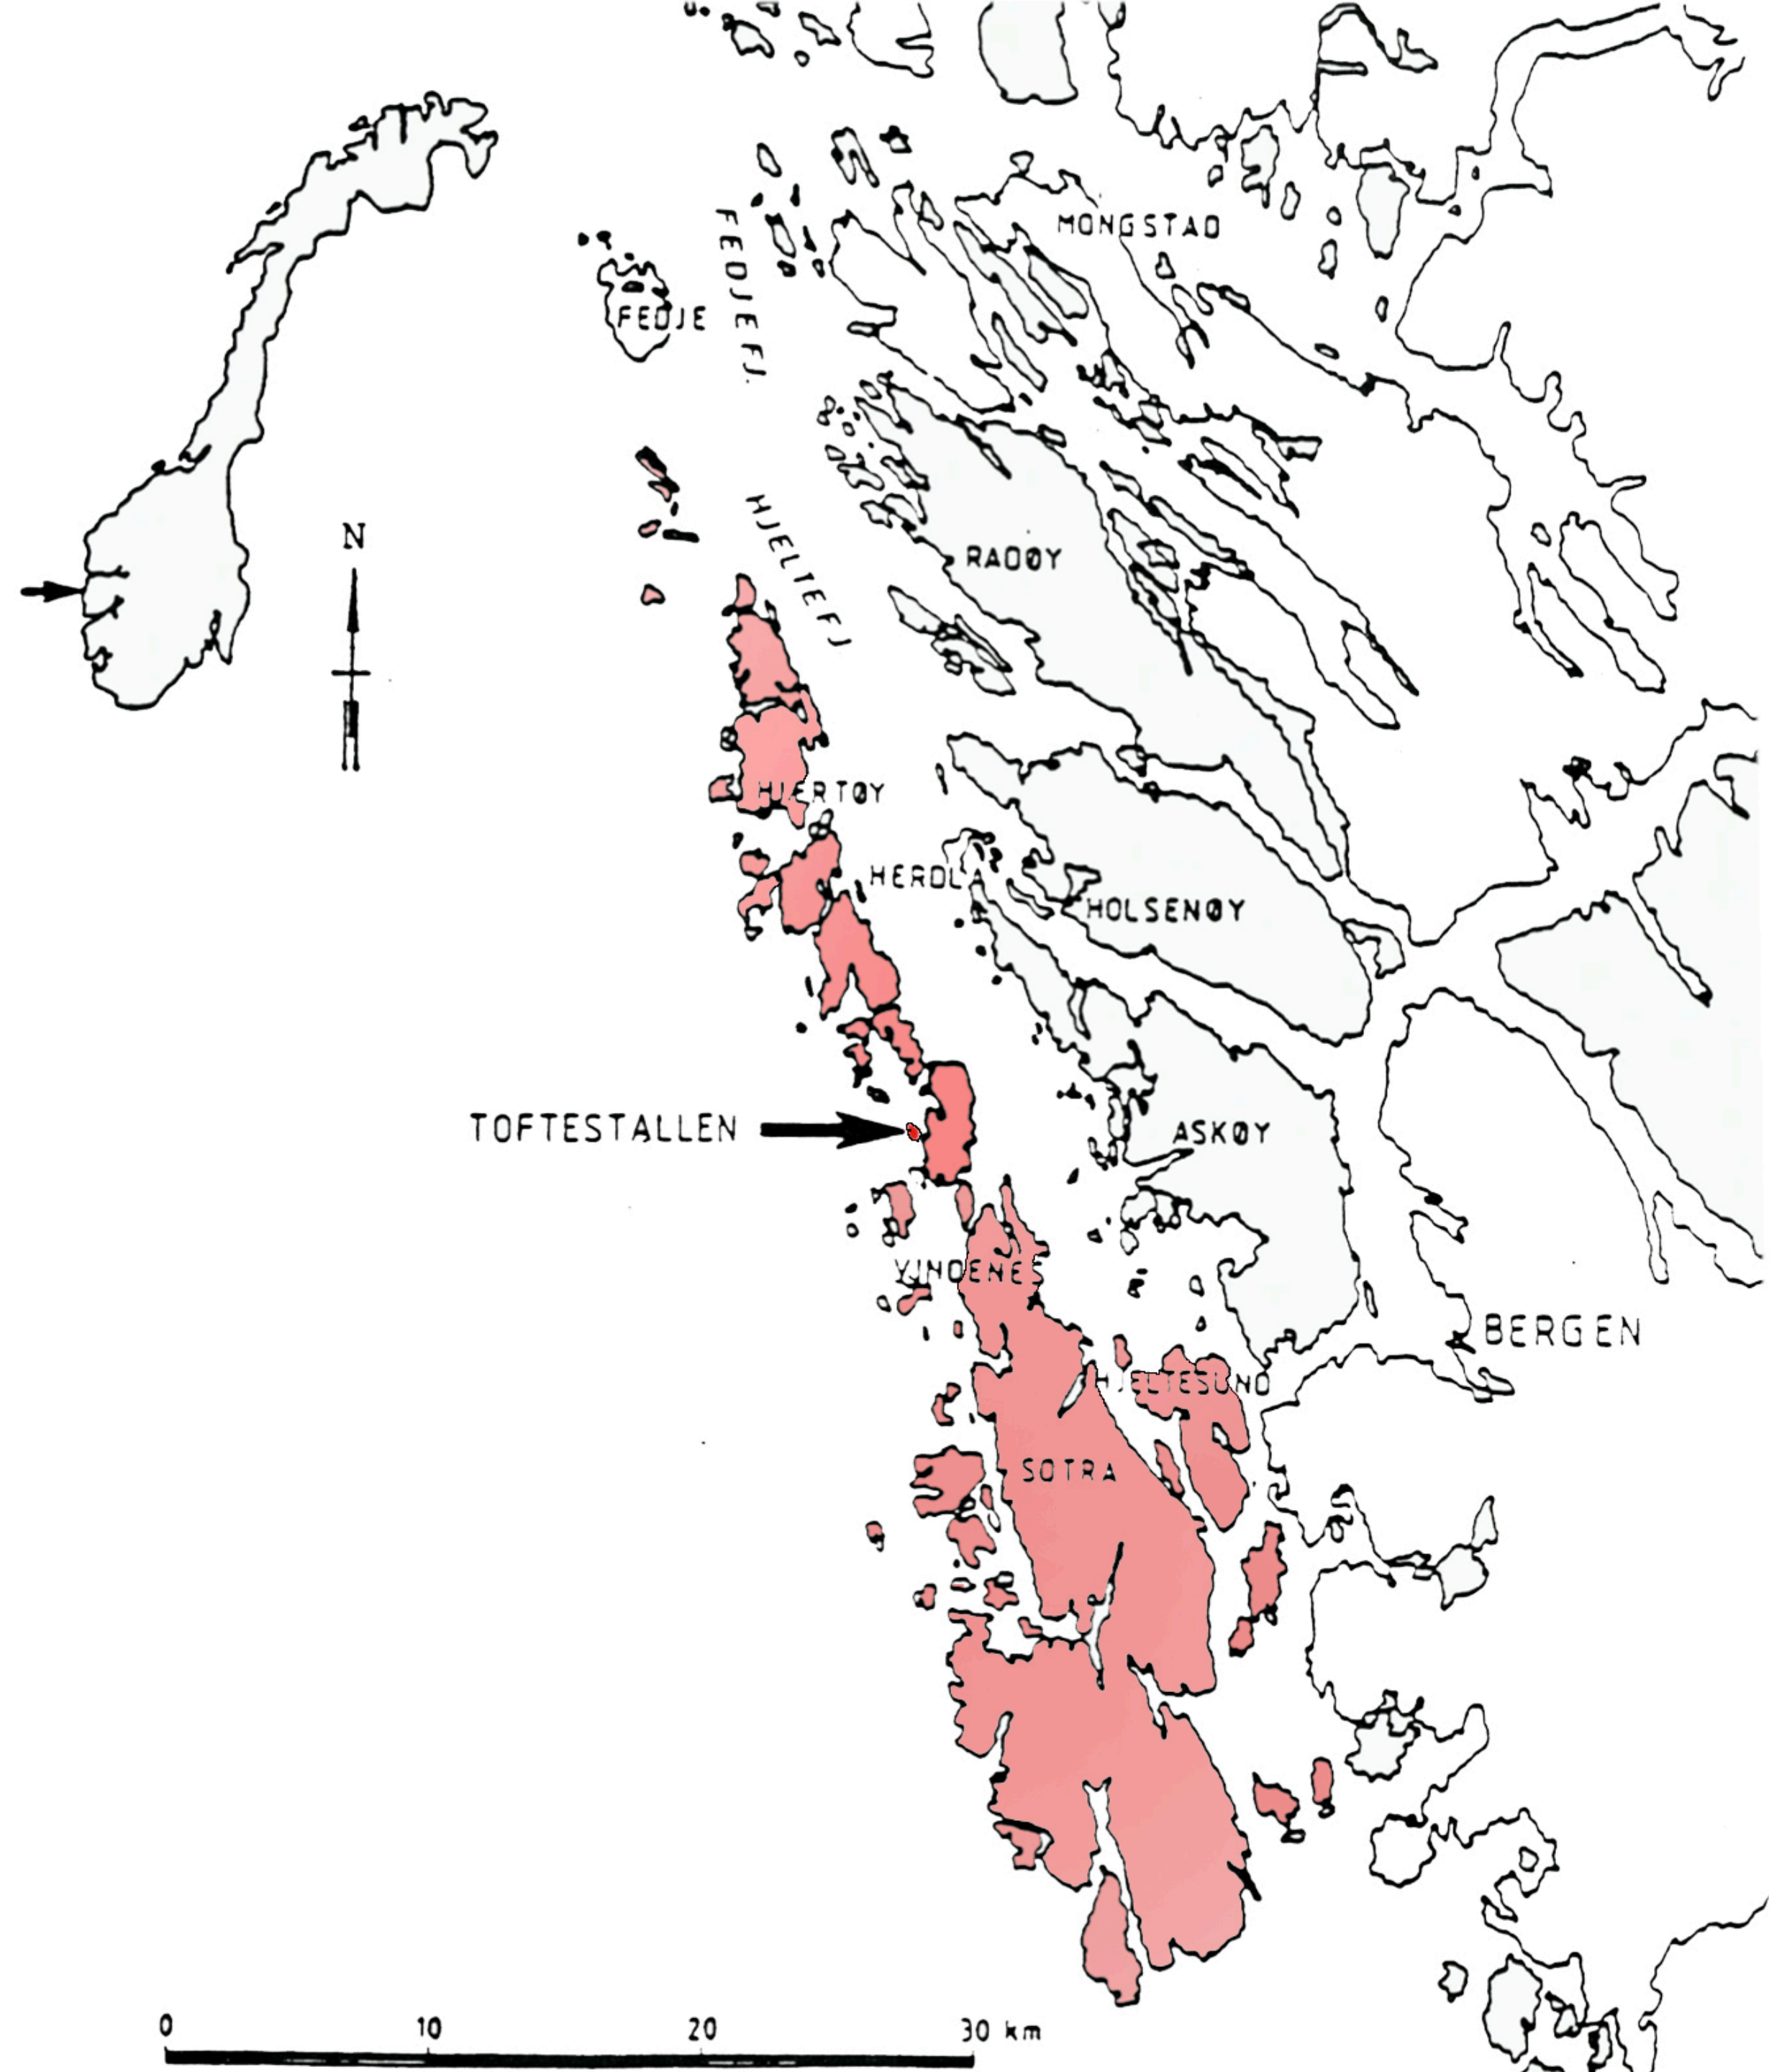 MONGSTAD
FEDJE
FEDJEFJ.
N
HJELTEFJ
RADØY
HJERTØY
HERDLA
HOLSENØY
TOFTESTALLEN
ASKØY
VINDENES
BERGEN
HJELTESUND
SOTRA
0 10 20 30 km